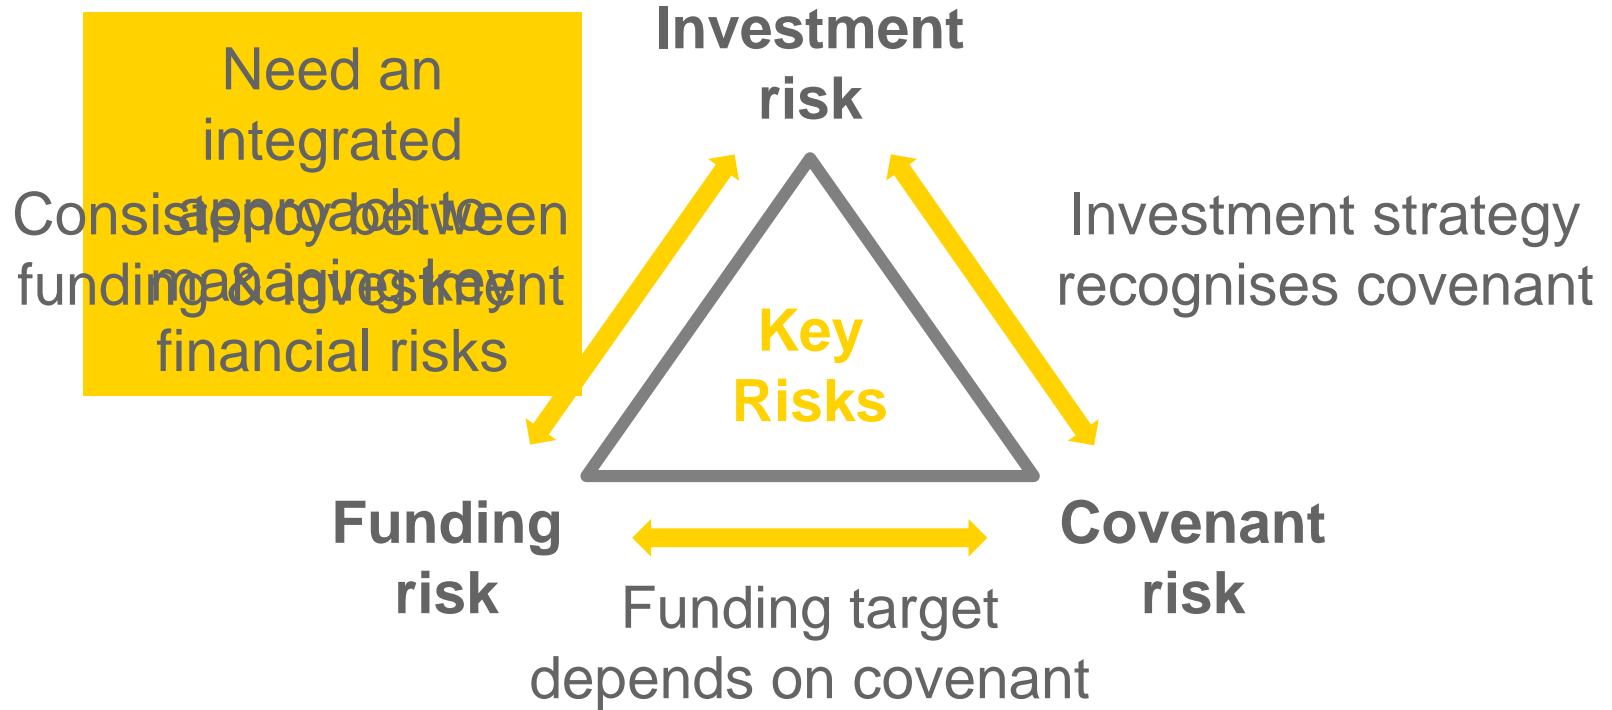 Investment
risk
Need an
integrated
approach to
managing key
financial risks
Consistency between
funding & investment
Investment strategy
recognises covenant
Key
Risks
Funding
risk
Covenant
risk
Funding target
depends on covenant